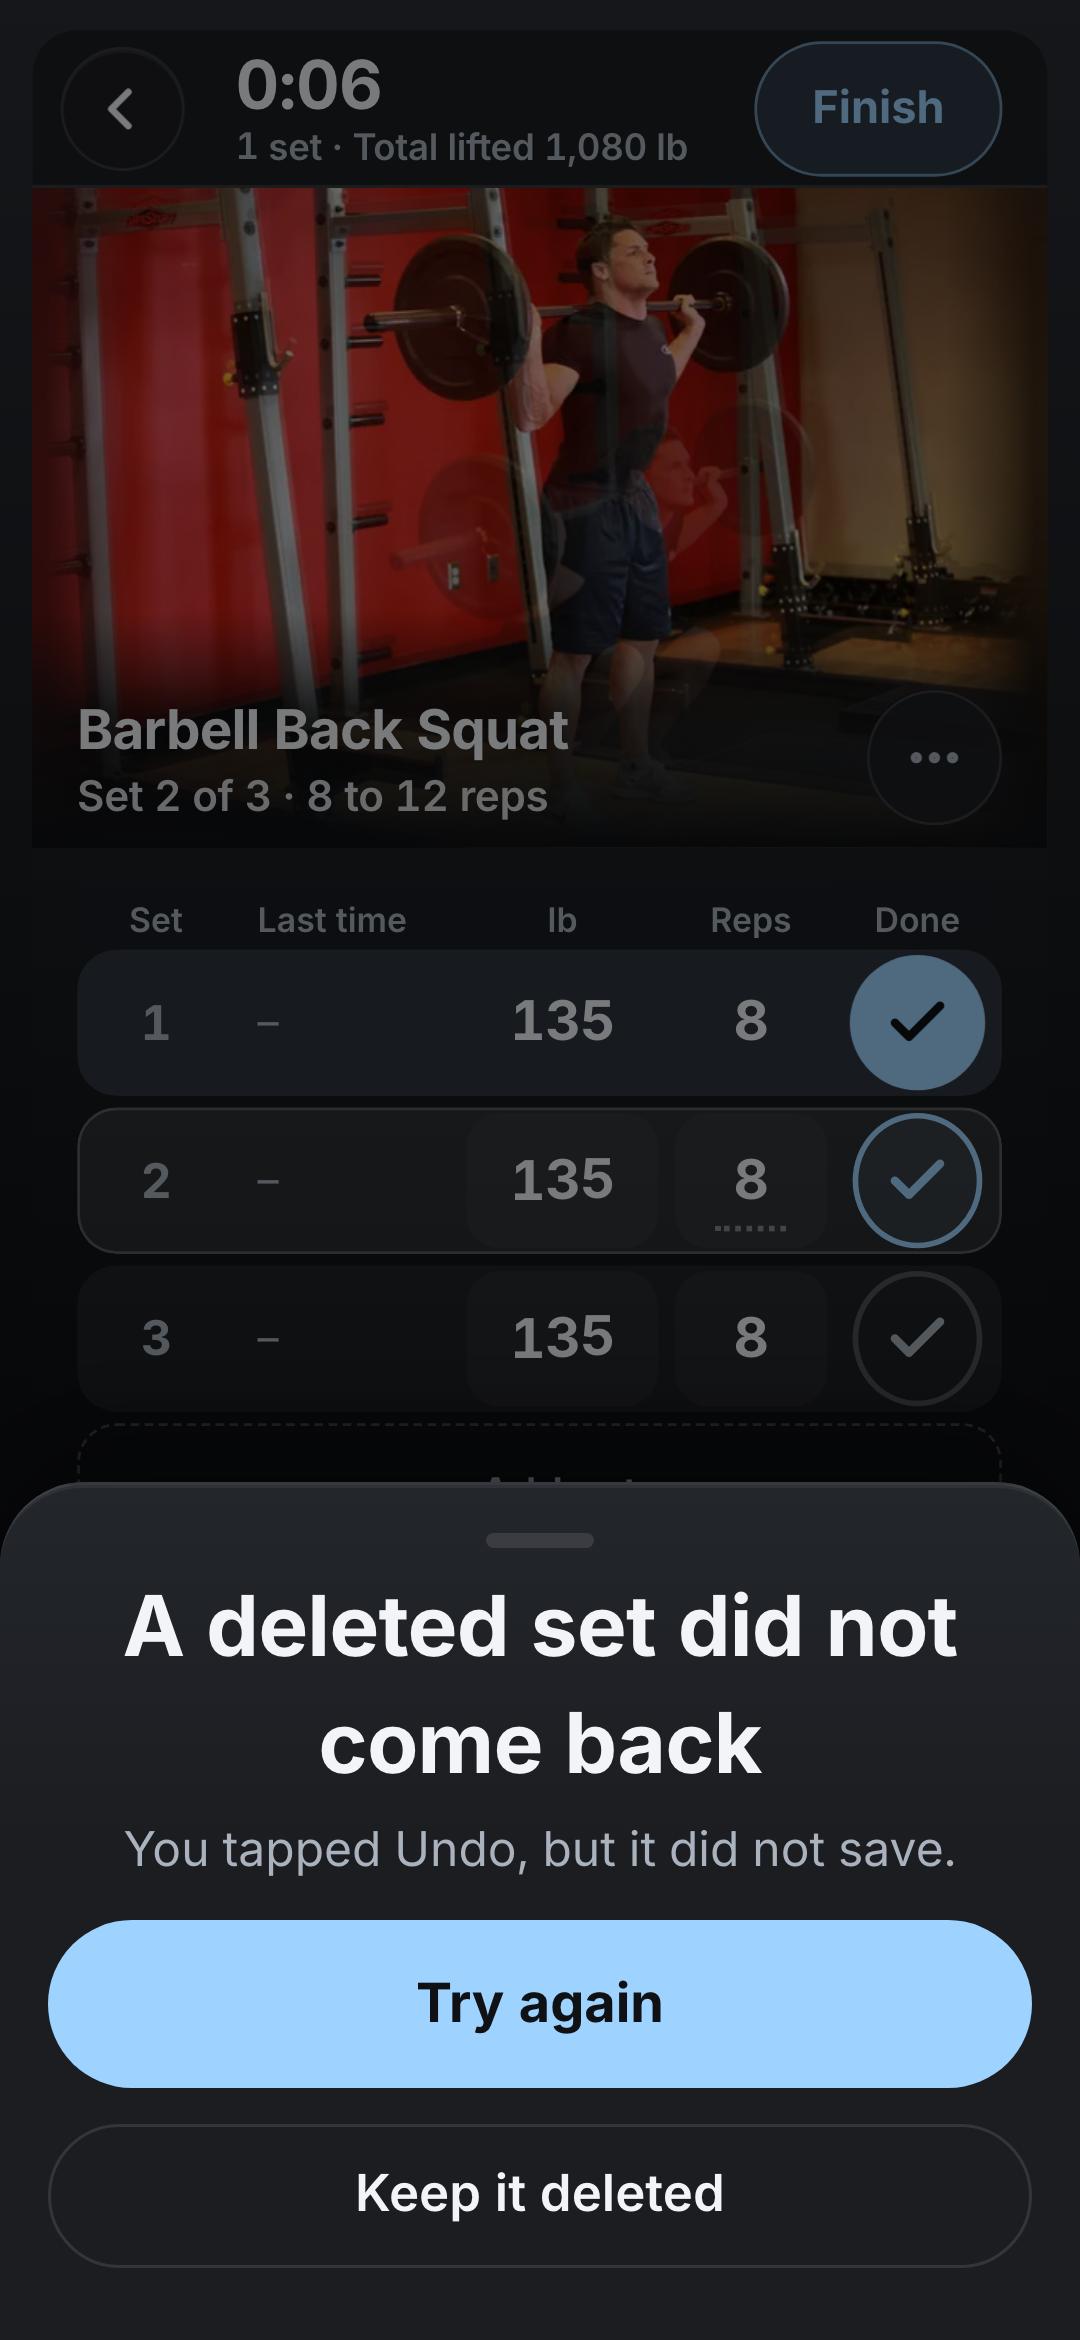 0:06
1 set · Total lifted 1,080 lb
Finish
Barbell Back Squat
Set 2 of 3 · 8 to 12 reps
Set Last time lb Reps Done
1 – 135 8
2 – 135 8
3 – 135 8
A deleted set did not
come back
You tapped Undo, but it did not save.
Try again
Keep it deleted